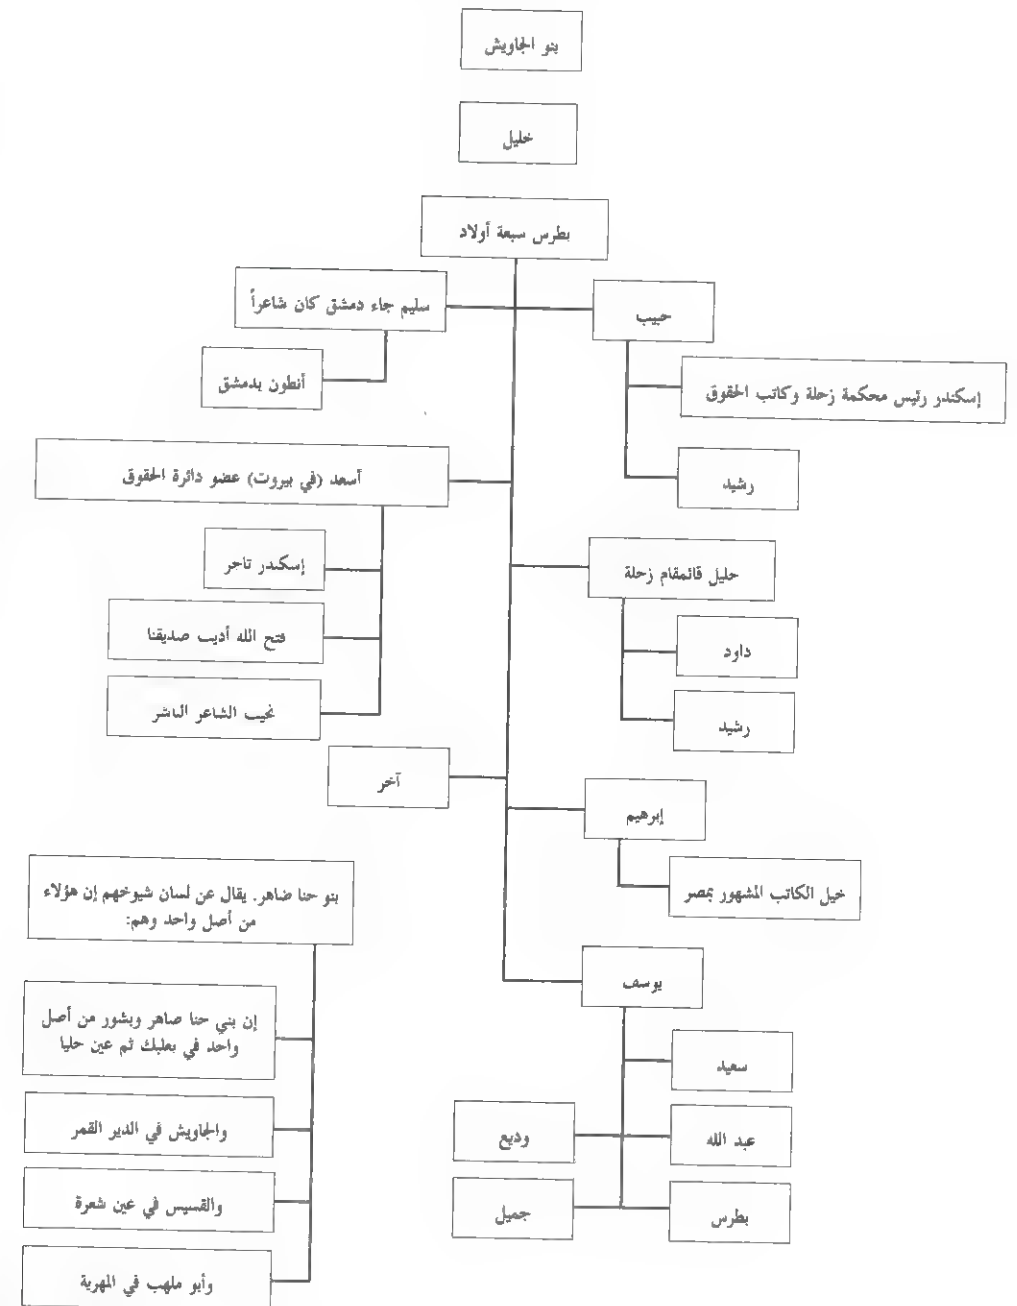 بنو الجاويش
خليل
بطرس سبعة أولاد
سليم جاء دمشق كان شاعراً
حبيب
أنطون بدمشق
إسكندر رئيس محكمة زحلة وكاتب الحقوق
أسعد (في بيروت) عضو دائرة الحقوق
رشيد
إسكندر تاجر
حليل قائمقام زحلة
فتح الله أديب صديقنا
داود
نجيب الشاعر الناشر
رشيد
آخر
إبرهيم
بنو حنا ضاهر. يقال عن لسان شيوخهم إن هؤلاء
من أصل واحد وهم:
خيل الكاتب المشهور بمصر
يوسف
إن بني حنا صاهر وبشور من أصل
واحد في بعلبك ثم عين حليا
سعيد
والجاويش في الدير القمر
وديع
عبد الله
والقسيس في عين شعرة
جميل
بطرس
وأبو ملهب في المهرية